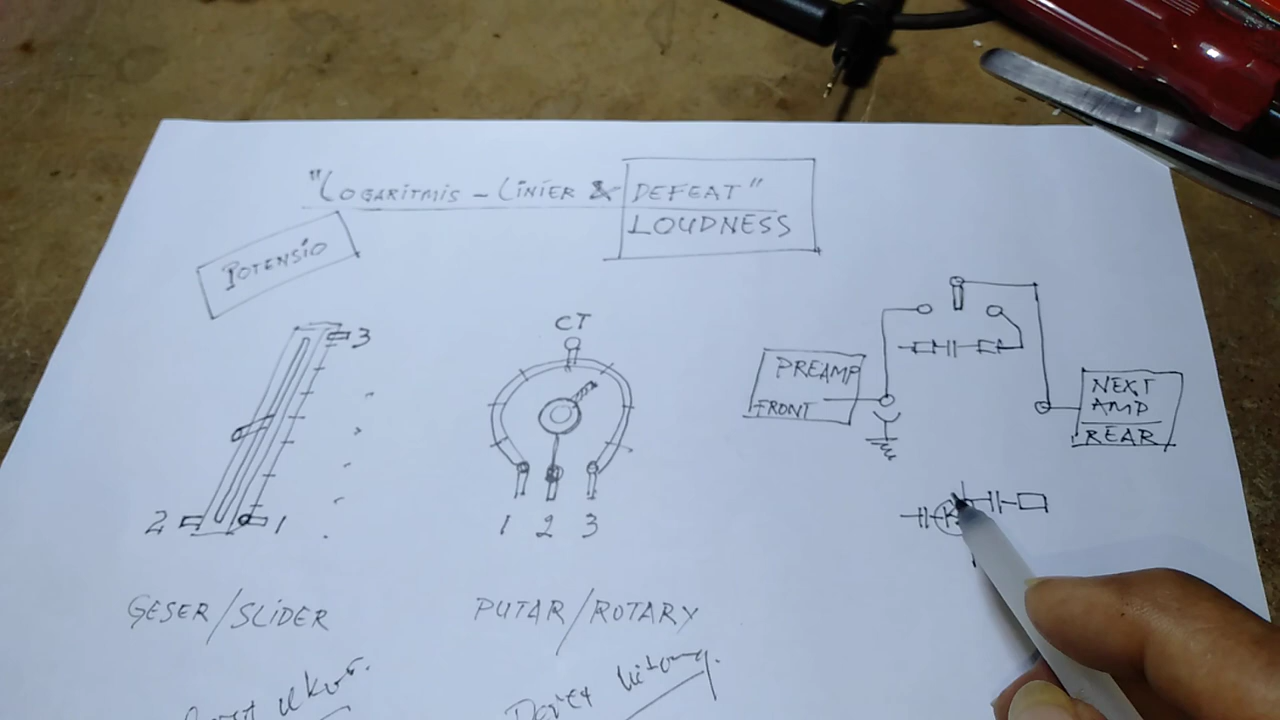 "LOGARITMIS - LINIER & DEFEAT"
LOUDNESS
POTENSIO
3
2
1
GESER/SLIDER
CT
1 2 3
PUTAR/ROTARY
PREAMP
FRONT
NEXT
AMP
REAR